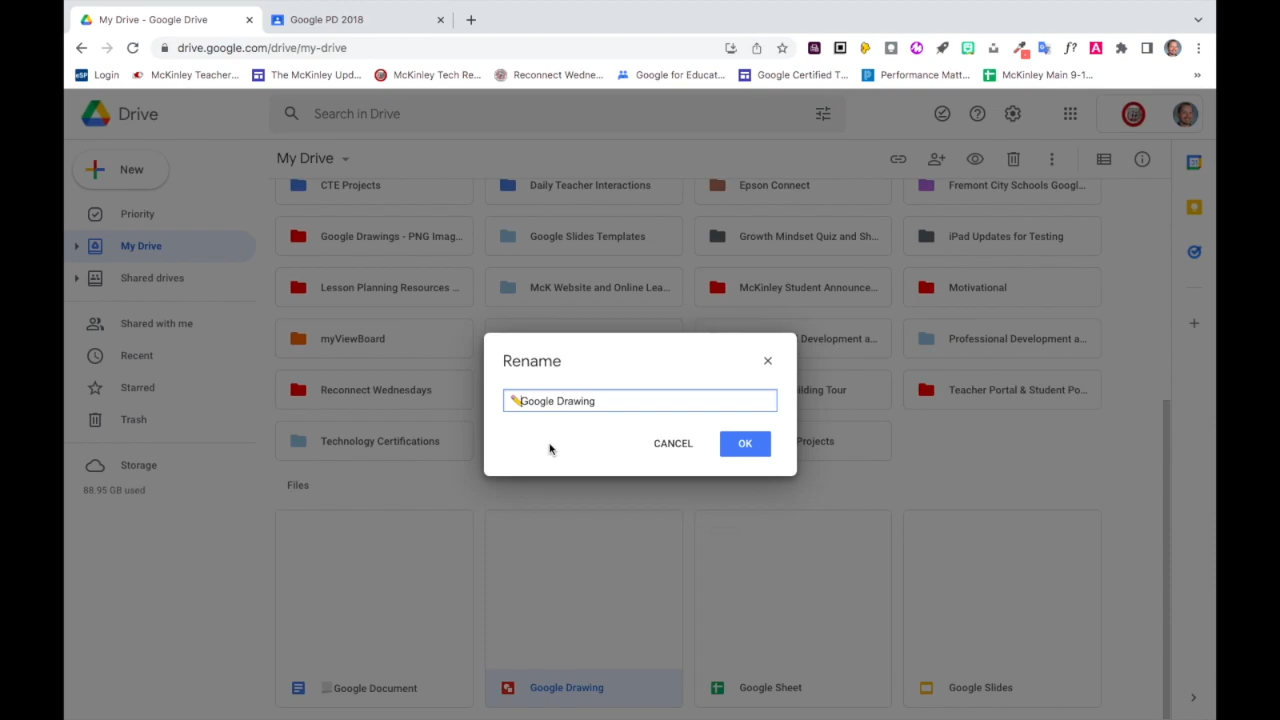 My Drive - Google Drive
Google PD 2018
drive.google.com/drive/my-drive
Login
McKinley Teacher...
The McKinley Upd...
McKinley Tech Re...
Reconnect Wedne...
Google for Educat...
Google Certified T...
Performance Matt...
McKinley Main 9-1...
Drive
Search in Drive
New
My Drive
Priority
My Drive
Shared drives
Shared with me
Recent
Starred
Trash
Storage
88.95 GB used
CTE Projects
Daily Teacher Interactions
Epson Connect
Fremont City Schools Googl...
Google Drawings - PNG Imag...
Google Slides Templates
Growth Mindset Quiz and Sh...
iPad Updates for Testing
Lesson Planning Resources ...
McK Website and Online Lea...
McKinley Student Announce...
Motivational
myViewBoard
Development a...
Professional Development a...
Reconnect Wednesdays
ilding Tour
Teacher Portal & Student Po...
Technology Certifications
Projects
Rename
✏️Google Drawing
CANCEL
OK
Files
Google Document
Google Drawing
Google Sheet
Google Slides